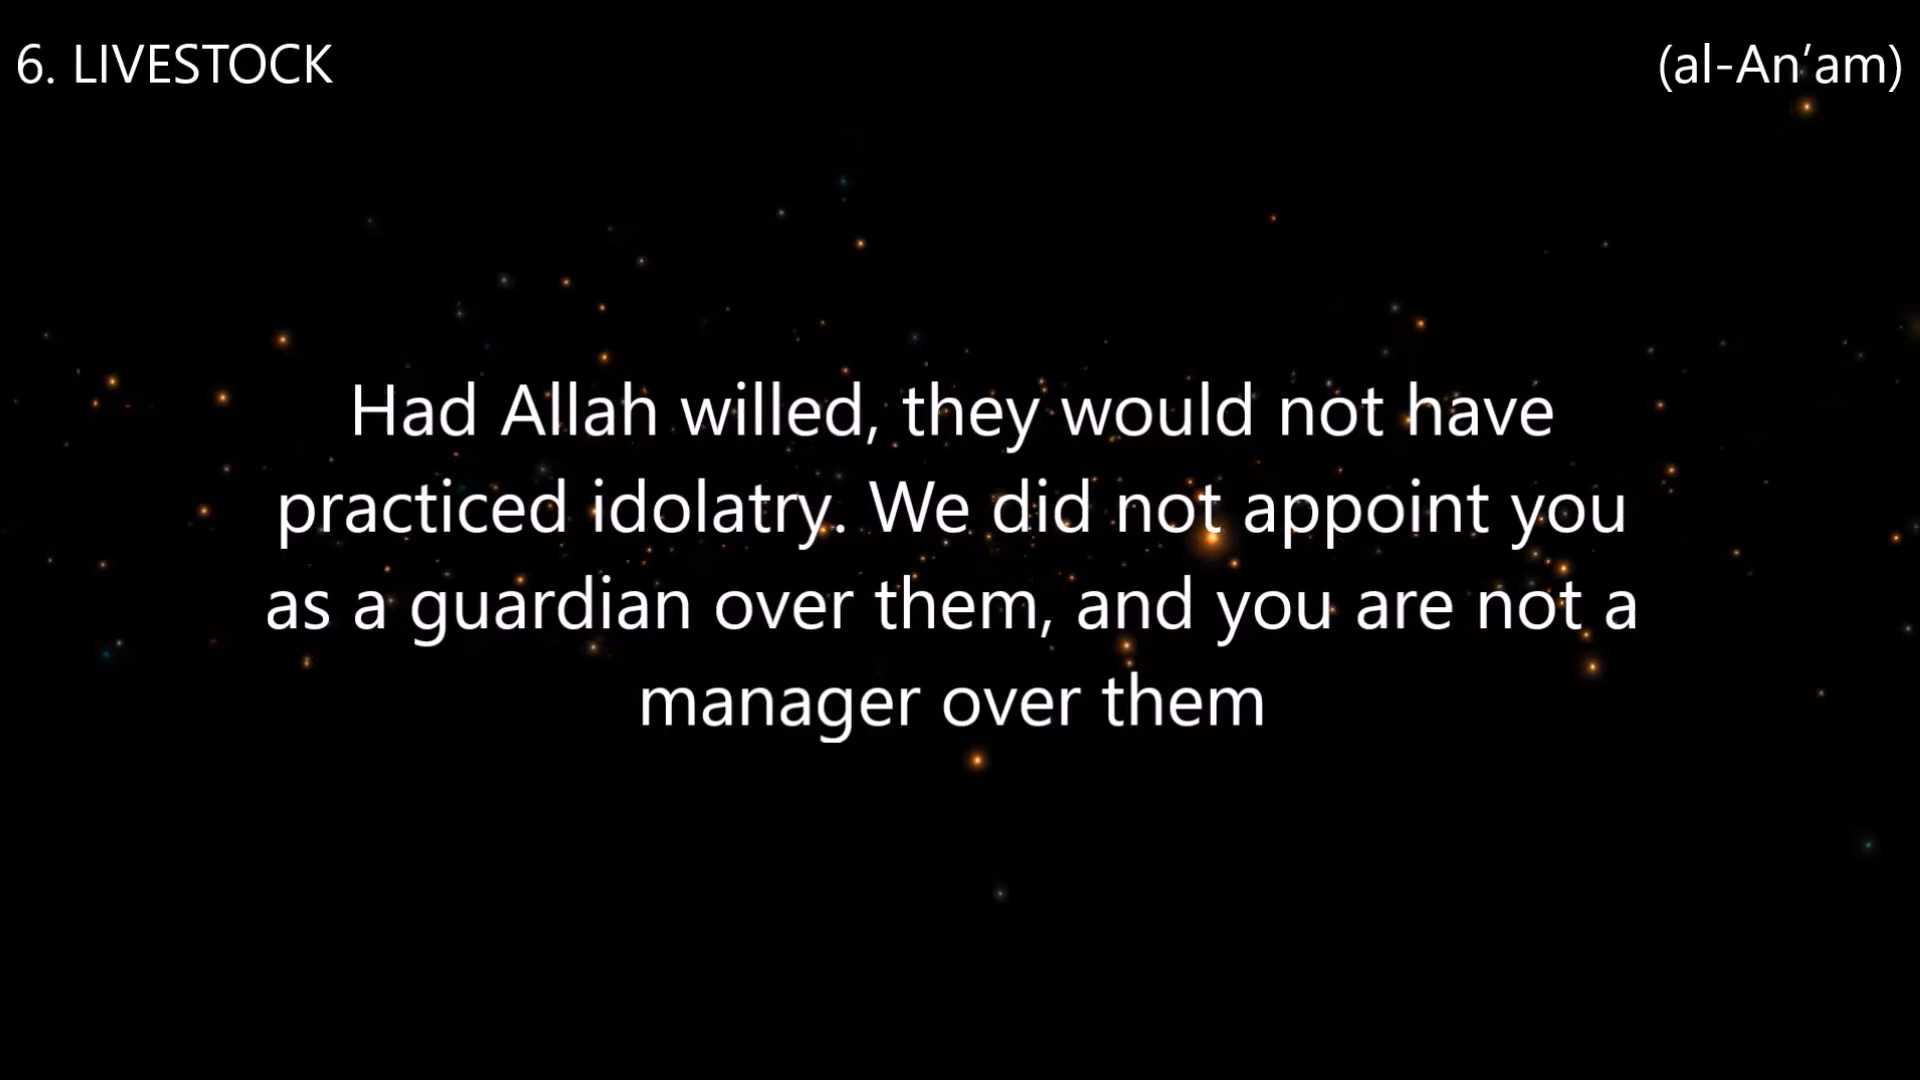 6. LIVESTOCK
(al-An’am)
Had Allah willed, they would not have
practiced idolatry. We did not appoint you
as a guardian over them, and you are not a
manager over them